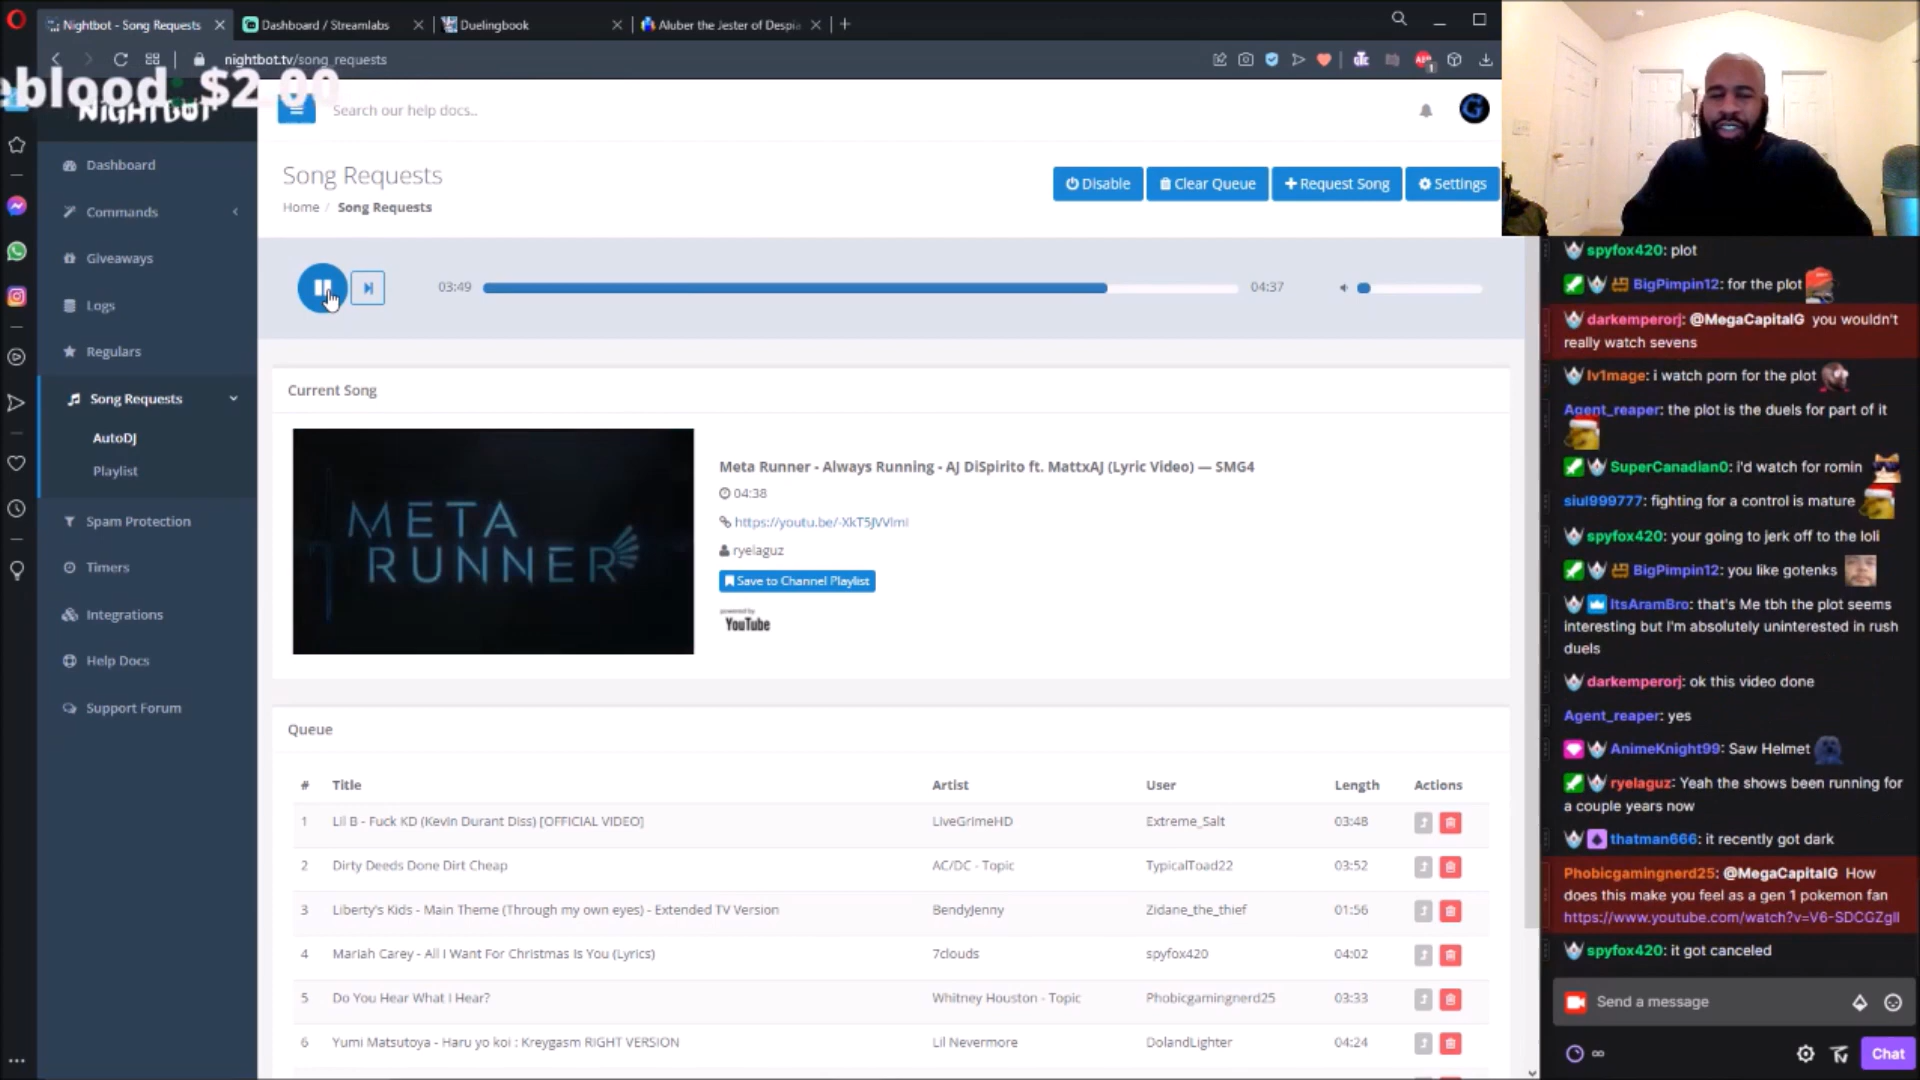 Nightbot - Song Requests
Dashboard / Streamlabs
Duelingbook
Aluber the Jester of Despia
nightbot.tv/song_requests
eblood $2.00
NIGHTBOT
Search our help docs..
Dashboard
Commands
Giveaways
Logs
Regulars
Song Requests
AutoDJ
Playlist
Spam Protection
Timers
Integrations
Help Docs
Support Forum
Song Requests
Home / Song Requests
Disable
Clear Queue
Request Song
Settings
03:49
04:37
Current Song
META
RUNNER
Meta Runner - Always Running - AJ DiSpirito ft. MattxAJ (Lyric Video) — SMG4
04:38
ryelaguz
Save to Channel Playlist
powered by
YouTube
Queue
# Title Artist User Length Actions
1 Lil B - Fuck KD (Kevin Durant Diss) [OFFICIAL VIDEO] LiveGrimeHD Extreme_Salt 03:48
2 Dirty Deeds Done Dirt Cheap AC/DC - Topic TypicalToad22 03:52
3 Liberty's Kids - Main Theme (Through my own eyes) - Extended TV Version BendyJenny Zidane_the_thief 01:56
4 Mariah Carey - All I Want For Christmas Is You (Lyrics) 7clouds spyfox420 04:02
5 Do You Hear What I Hear? Whitney Houston - Topic Phobicgamingnerd25 03:33
6 Yumi Matsutoya - Haru yo koi : Kreygasm RIGHT VERSION Lil Nevermore DolandLighter 04:24
spyfox420: plot
BigPimpin12: for the plot
darkemperorj: @MegaCapitalG you wouldn't
really watch sevens
lv1mage: i watch porn for the plot
Agent_reaper: the plot is the duels for part of it
SuperCanadian0: i'd watch for romin
siul999777: fighting for a control is mature
spyfox420: your going to jerk off to the loli
BigPimpin12: you like gotenks
ItsAramBro: that's Me tbh the plot seems
interesting but I'm absolutely uninterested in rush
duels
darkemperorj: ok this video done
Agent_reaper: yes
AnimeKnight99: Saw Helmet
ryelaguz: Yeah the shows been running for
a couple years now
thatman666: it recently got dark
Phobicgamingnerd25: @MegaCapitalG How
does this make you feel as a gen 1 pokemon fan
https://www.youtube.com/watch?v=V6-SDCGZglI
spyfox420: it got canceled
Send a message
Chat